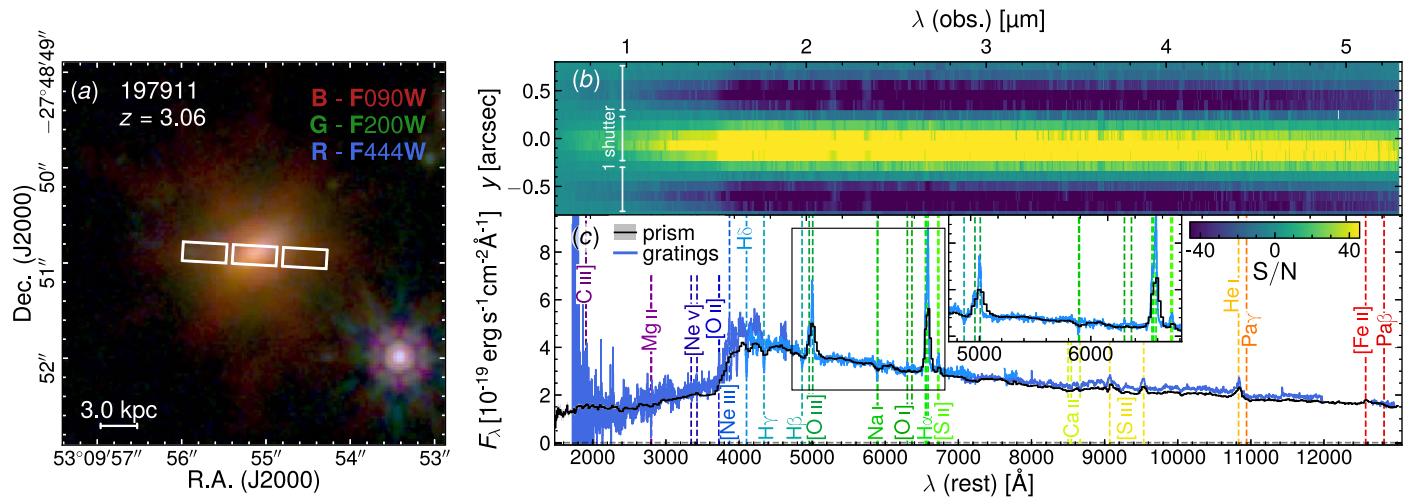 (a) 197911
z = 3.06
B - F090W
G - F200W
R - F444W
3.0 kpc
Dec. (J2000)
−27°48′49″
50″
51″
52″
53°09′57″ 56″ 55″ 54″ 53″
R.A. (J2000)
λ (obs.) [μm]
1 2 3 4 5
(b)
1 shutter
y [arcsec]
0.5
0.0
−0.5
(c)
prism
gratings
S/N
−40 0 40
F_λ [10⁻¹⁹ erg s⁻¹cm⁻²Å⁻¹]
8
6
4
2
0
C III]
Mg II
[Ne V]
[O II]
[Ne III]
Hδ
Hγ
Hβ
[O III]
Na I
[O I]
Hα
[S II]
Ca II
[S III]
He I
Paγ
[Fe II]
Paβ
5000 6000
2000 3000 4000 5000 6000 7000 8000 9000 10000 11000 12000
λ (rest) [Å]